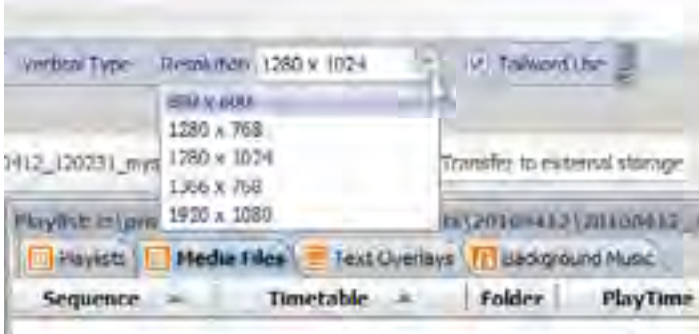 Vertical Type Resolution 1280 x 1024 Tailword Use
800 x 600
1280 x 768
1280 x 1024
1366 x 768
1920 x 1080
Transfer to external storage
Playlists Media Files Text Overlays Background Music
Sequence Timetable Folder PlayTime